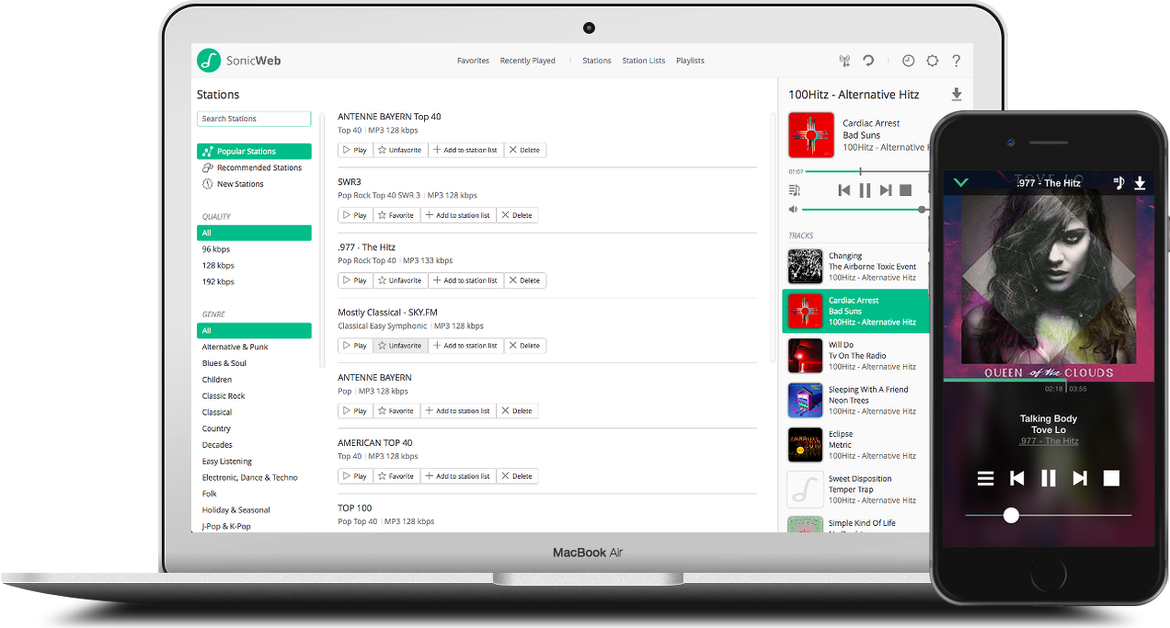 SonicWeb
Favorites Recently Played Stations Station Lists Playlists
?
Stations
Search Stations
Popular Stations
Recommended Stations
New Stations
QUALITY
All
96 kbps
128 kbps
192 kbps
GENRE
All
Alternative & Punk
Blues & Soul
Children
Classic Rock
Classical
Country
Decades
Easy Listening
Electronic, Dance & Techno
Folk
Holiday & Seasonal
J-Pop & K-Pop
ANTENNE BAYERN Top 40
Top 40 | MP3 128 kbps
Play Unfavorite Add to station list Delete
SWR3
Pop Rock Top 40 SWR 3 | MP3 128 kbps
Play Favorite Add to station list Delete
.977 - The Hitz
Pop Rock Top 40 | MP3 133 kbps
Play Unfavorite Add to station list Delete
Mostly Classical - SKY.FM
Classical Easy Symphonic | MP3 128 kbps
Play Unfavorite Add to station list Delete
ANTENNE BAYERN
Pop | MP3 128 kbps
Play Favorite Add to station list Delete
AMERICAN TOP 40
Top 40 | MP3 128 kbps
Play Favorite Add to station list Delete
TOP 100
Pop Top 40 | MP3 128 kbps
100Hitz - Alternative Hitz
Cardiac Arrest
Bad Suns
100Hitz - Alternative H
01:07
TRACKS
Changing
The Airborne Toxic Event
100Hitz - Alternative Hitz
Cardiac Arrest
Bad Suns
100Hitz - Alternative Hitz
Will Do
Tv On The Radio
100Hitz - Alternative Hitz
Sleeping With A Friend
Neon Trees
100Hitz - Alternative Hitz
Eclipse
Metric
100Hitz - Alternative Hitz
Sweet Disposition
Temper Trap
100Hitz - Alternative Hitz
Simple Kind Of Life
MacBook Air
TOVE LO
.977 - The Hitz
QUEEN of the CLOUDS
02:18 | 03:55
Talking Body
Tove Lo
.977 - The Hitz